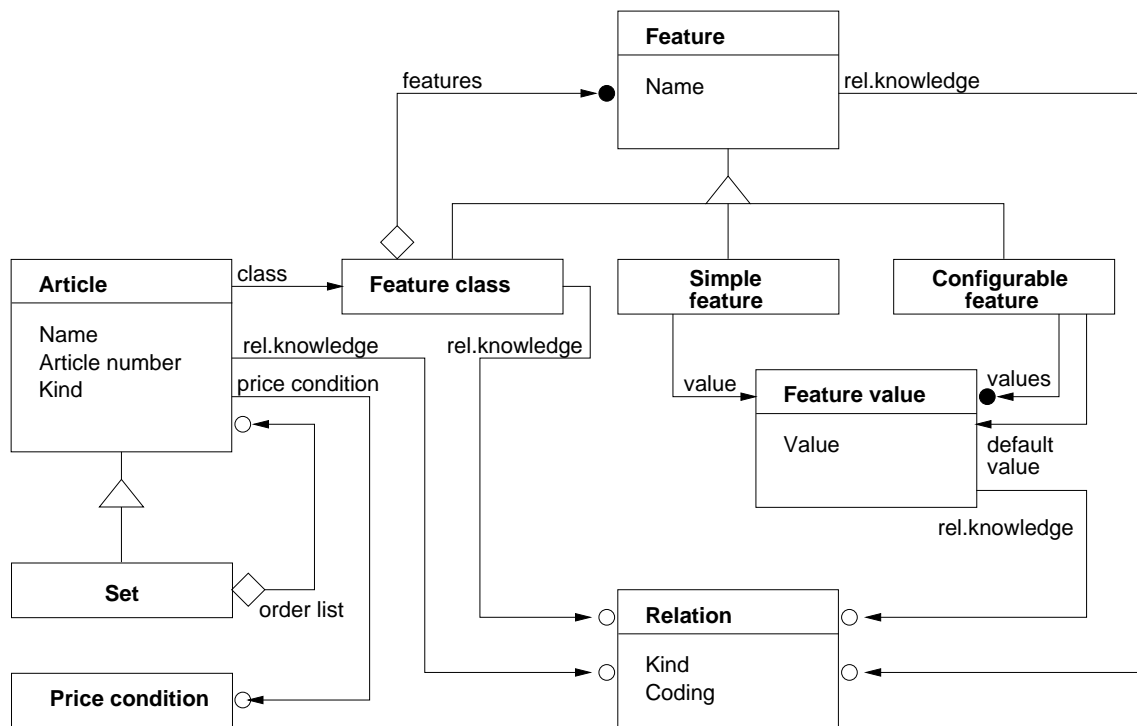 Feature
Name
features
rel.knowledge
Article
Name
Article number
Kind
class
Feature class
Simple
feature
Configurable
feature
rel.knowledge
rel.knowledge
price condition
value
Feature value
Value
values
default
value
rel.knowledge
Set
order list
Relation
Kind
Coding
Price condition